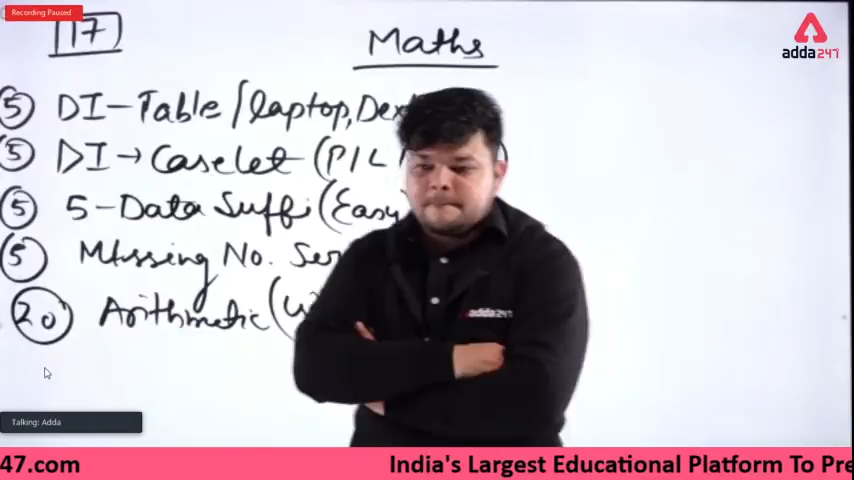 Recording Paused
17
Maths
adda247
5 DI-Table/laptop,Dex
5 DI→Caselet (P/L
5 5-Data Suffi (Easy
5 Missing No. Ser
20 Arithmetic (
adda247
Talking: Adda
47.com India's Largest Educational Platform To Pre